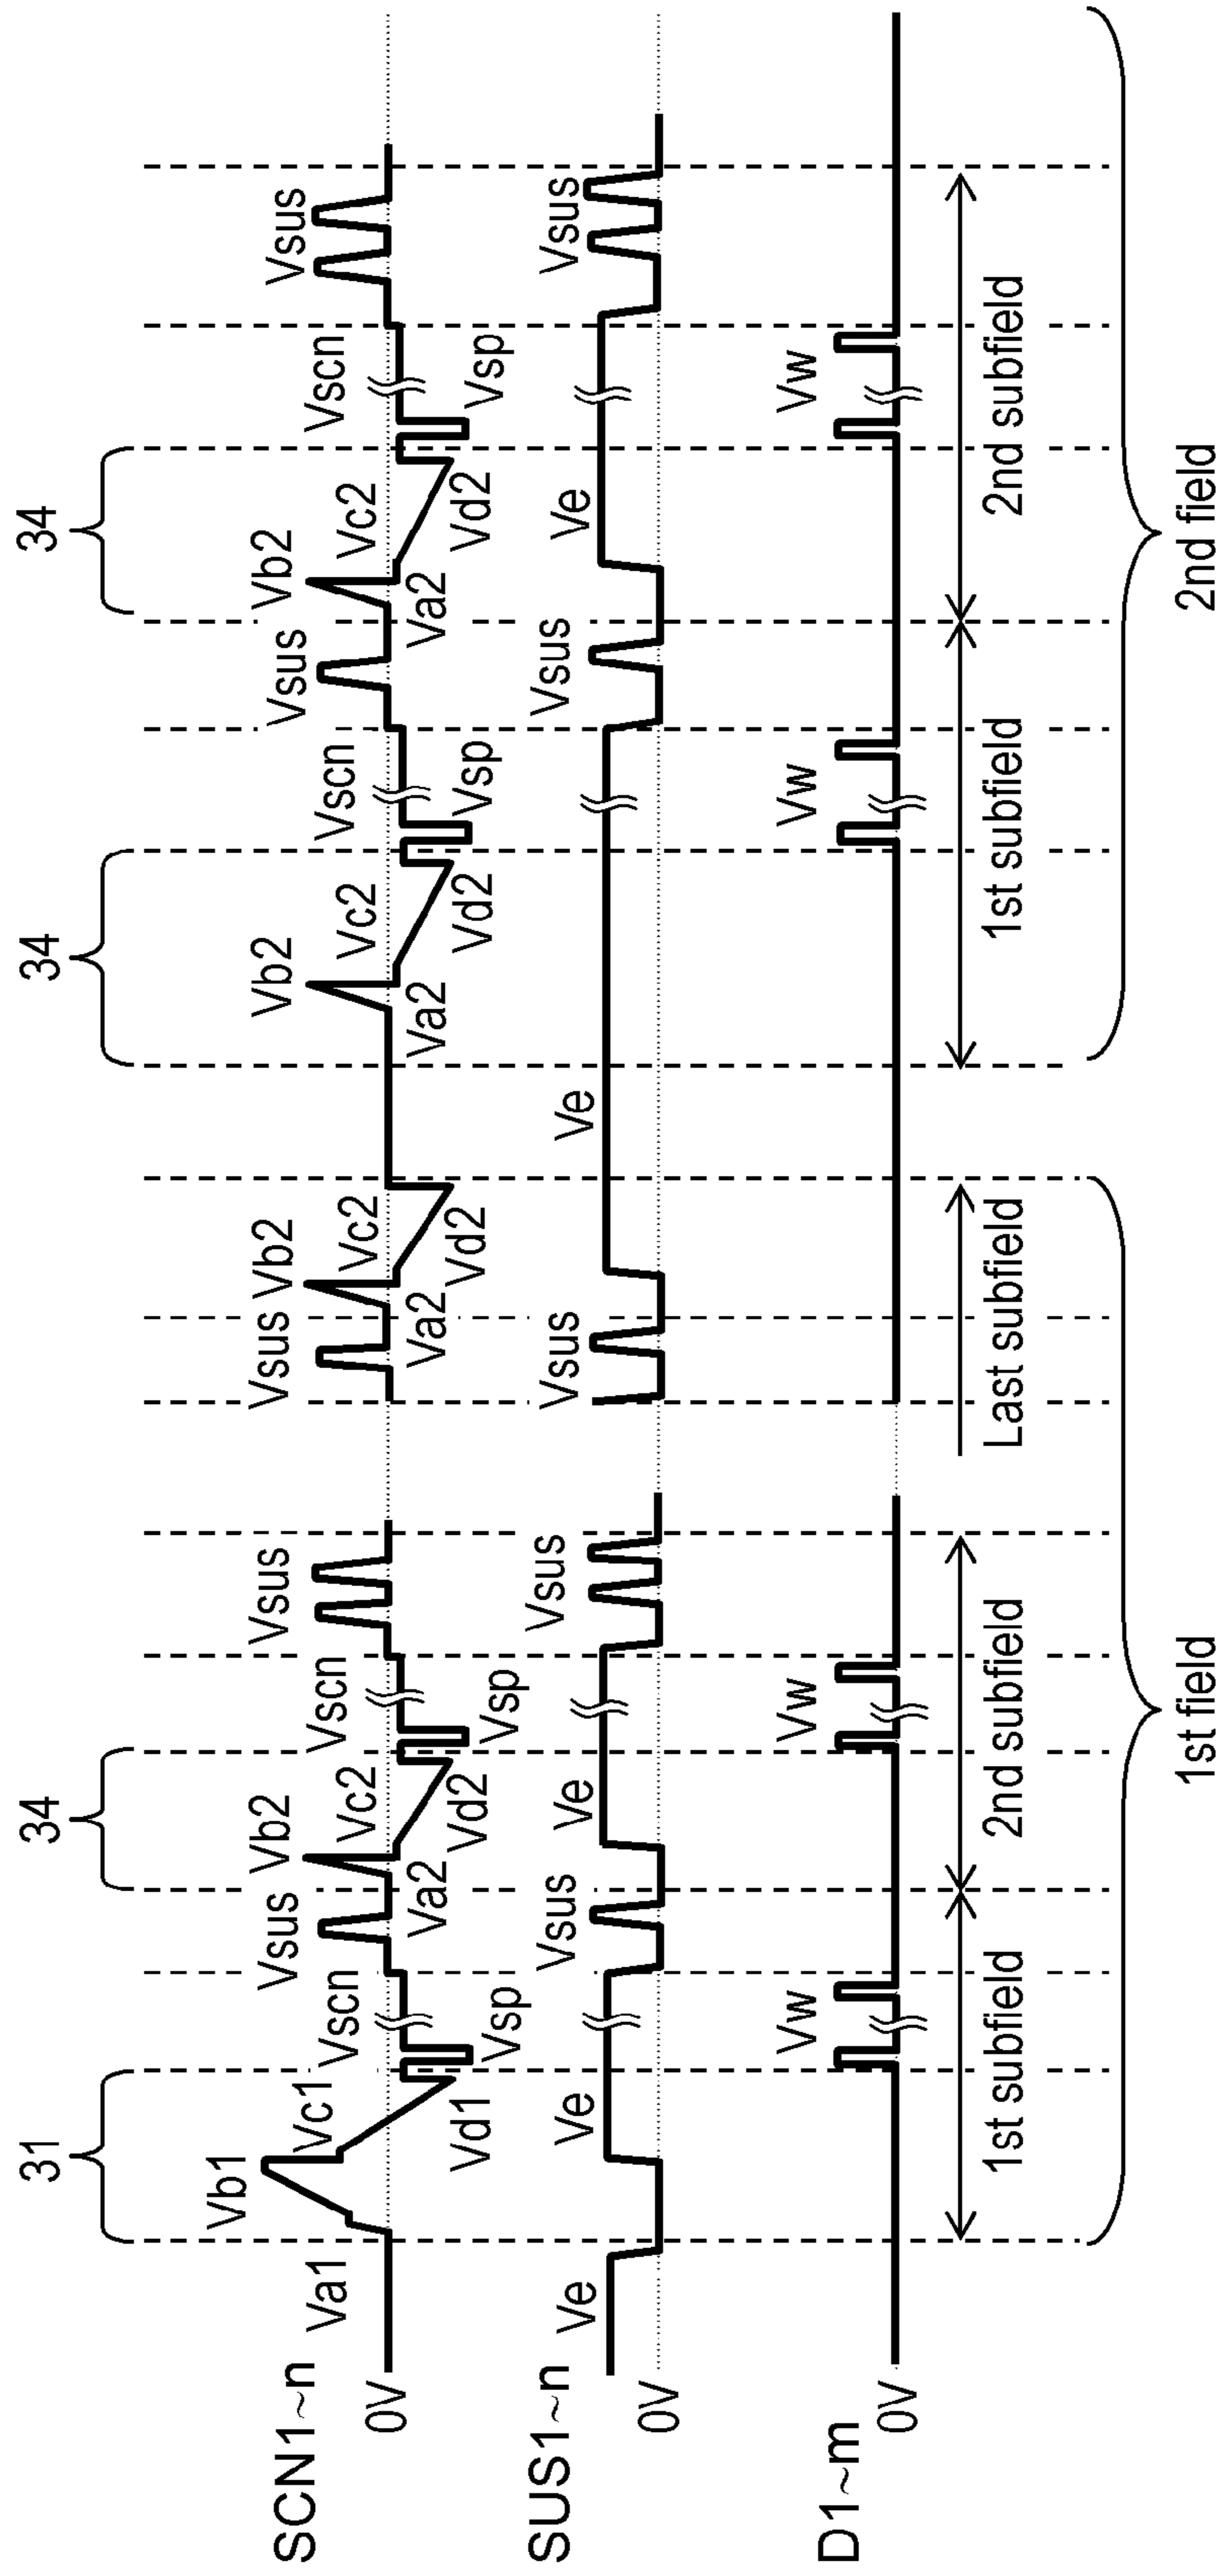 31
34
34
34
SCN1~n
0V
Va1
Vb1
Vc1
Vd1
Vscn
Vsp
Vsus
Va2
Vb2
Vc2
Vd2
Vscn
Vsp
Vsus
Vsus
Va2
Vb2
Vc2
Vd2
Va2
Vb2
Vc2
Vd2
Vscn
Vsp
Vsus
Va2
Vb2
Vc2
Vd2
Vscn
Vsp
Vsus
SUS1~n
0V
Ve
Ve
Vsus
Ve
Vsus
Vsus
Ve
Vsus
Ve
Vsus
D1~m
0V
Vw
Vw
Vw
Vw
1st subfield
2nd subfield
Last subfield
1st subfield
2nd subfield
1st field
2nd field